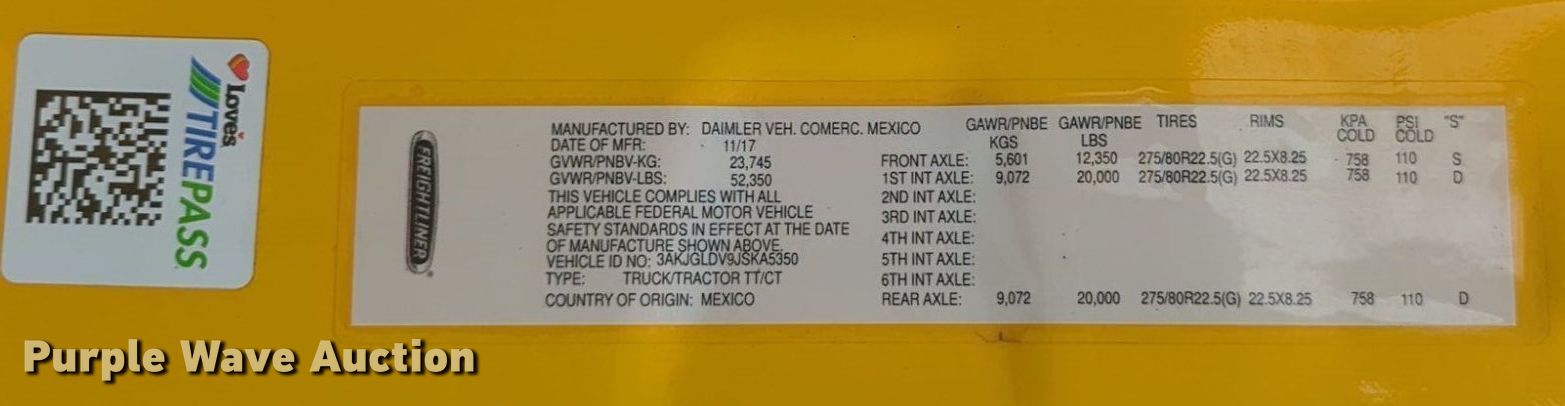 Love's
TIREPASS
FREIGHTLINER
MANUFACTURED BY: DAIMLER VEH. COMERC. MEXICO
DATE OF MFR: 11/17
GVWR/PNBV-KG: 23,745
GVWR/PNBV-LBS: 52,350
THIS VEHICLE COMPLIES WITH ALL
APPLICABLE FEDERAL MOTOR VEHICLE
SAFETY STANDARDS IN EFFECT AT THE DATE
OF MANUFACTURE SHOWN ABOVE.
VEHICLE ID NO: 3AKJGLDV9JSKA5350
TYPE: TRUCK/TRACTOR TT/CT
COUNTRY OF ORIGIN: MEXICO
GAWR/PNBE KGS GAWR/PNBE LBS TIRES RIMS KPA COLD PSI COLD "S"
FRONT AXLE: 5,601 12,350 275/80R22.5(G) 22.5X8.25 758 110 S
1ST INT AXLE: 9,072 20,000 275/80R22.5(G) 22.5X8.25 758 110 D
2ND INT AXLE:
3RD INT AXLE:
4TH INT AXLE:
5TH INT AXLE:
6TH INT AXLE:
REAR AXLE: 9,072 20,000 275/80R22.5(G) 22.5X8.25 758 110 D
Purple Wave Auction